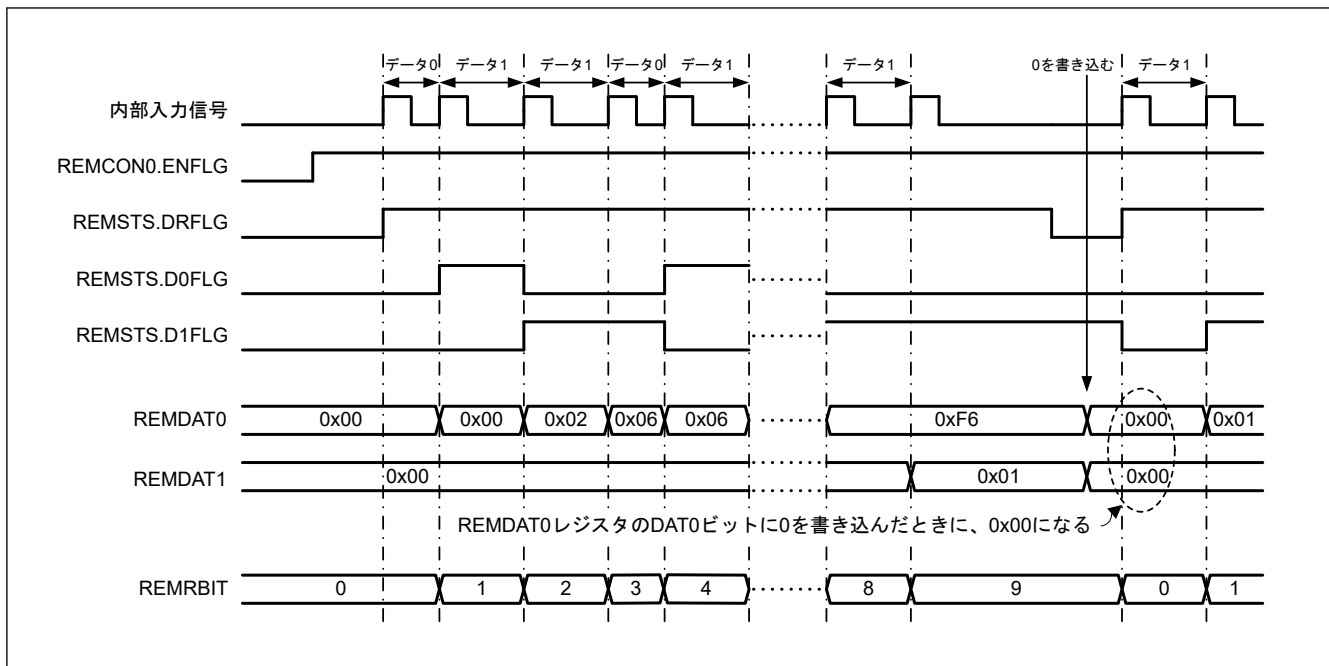 データ0 データ1 データ1 データ0 データ1 データ1 0を書き込む データ1
内部入力信号
REMCON0.ENFLG
REMSTS.DRFLG
REMSTS.D0FLG
REMSTS.D1FLG
REMDAT0 0x00 0x00 0x02 0x06 0x06 0xF6 0x00 0x01
REMDAT1 0x00 0x01 0x00
REMDAT0レジスタのDAT0ビットに0を書き込んだときに、0x00になる
REMRBIT 0 1 2 3 4 8 9 0 1